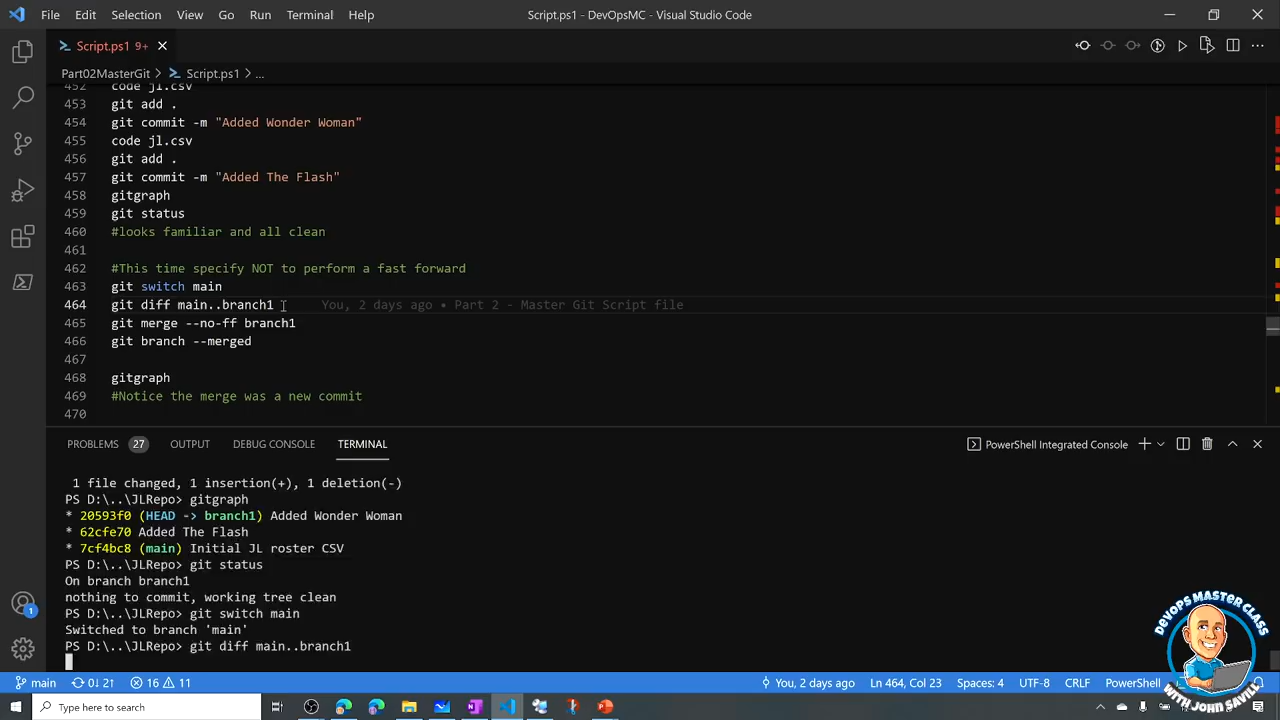 File Edit Selection View Go Run Terminal Help Script.ps1 - DevOpsMC - Visual Studio Code
Script.ps1 9+
Part02MasterGit > Script.ps1 > ...
452 code jl.csv
453 git add .
454 git commit -m "Added Wonder Woman"
455 code jl.csv
456 git add .
457 git commit -m "Added The Flash"
458 gitgraph
459 git status
460 #looks familiar and all clean
461
462 #This time specify NOT to perform a fast forward
463 git switch main
464 git diff main..branch1 You, 2 days ago • Part 2 - Master Git Script file
465 git merge --no-ff branch1
466 git branch --merged
467
468 gitgraph
469 #Notice the merge was a new commit
470
PROBLEMS 27 OUTPUT DEBUG CONSOLE TERMINAL PowerShell Integrated Console
1 file changed, 1 insertion(+), 1 deletion(-)
PS D:\..\JLRepo> gitgraph
* 20593f0 (HEAD -> branch1) Added Wonder Woman
* 62cfe70 Added The Flash
* 7cf4bc8 (main) Initial JL roster CSV
PS D:\..\JLRepo> git status
On branch branch1
nothing to commit, working tree clean
PS D:\..\JLRepo> git switch main
Switched to branch 'main'
PS D:\..\JLRepo> git diff main..branch1
1
DEVOPS MASTER CLASS
WITH JOHN SAVILL
main 0↓ 2↑ 16 11 You, 2 days ago Ln 464, Col 23 Spaces: 4 UTF-8 CRLF PowerShell
Type here to search